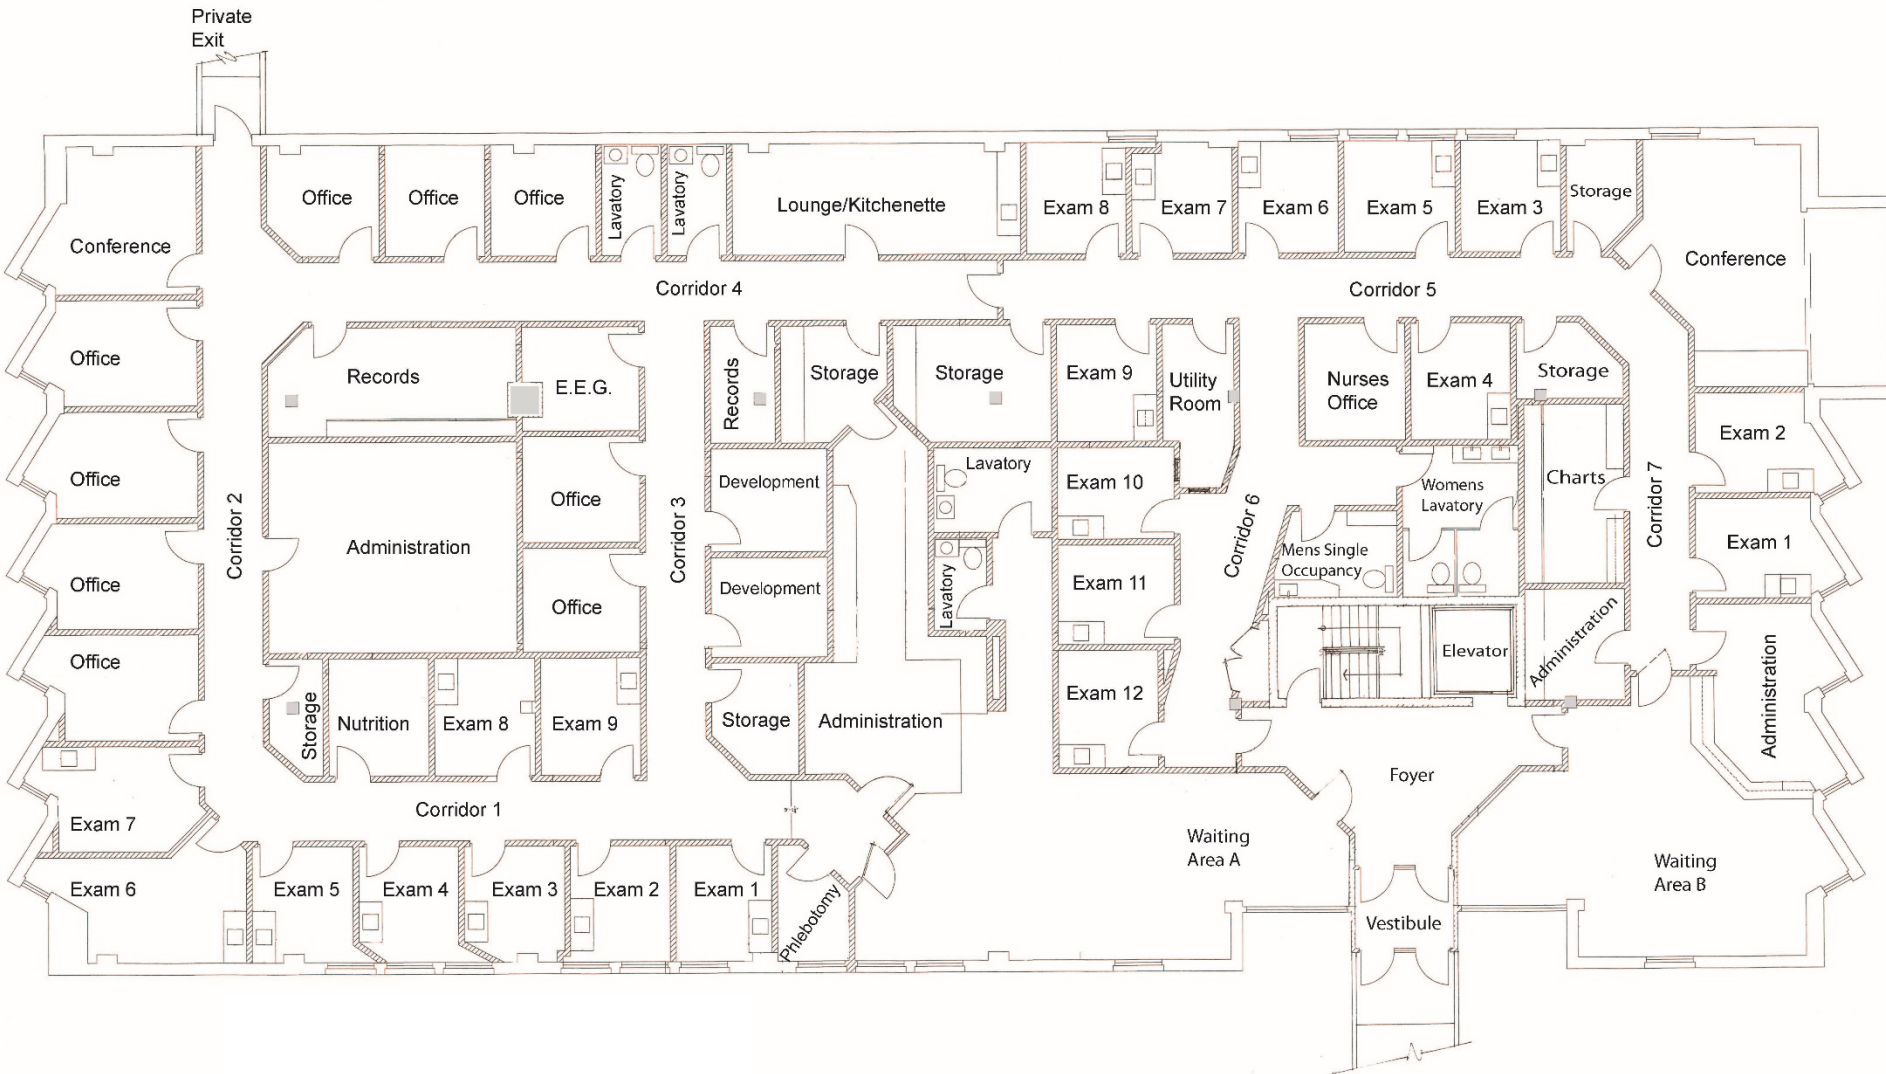 Private
Exit
Office
Office
Office
Lavatory
Lavatory
Lounge/Kitchenette
Exam 8
Exam 7
Exam 6
Exam 5
Exam 3
Storage
Conference
Conference
Corridor 4
Corridor 5
Office
Records
E.E.G.
Records
Storage
Storage
Exam 9
Utility
Room
Nurses
Office
Exam 4
Storage
Exam 2
Office
Corridor 2
Administration
Office
Corridor 3
Development
Lavatory
Exam 10
Corridor 6
Womens
Lavatory
Charts
Corridor 7
Exam 1
Office
Office
Development
Lavatory
Exam 11
Mens Single
Occupancy
Elevator
Administration
Administration
Office
Storage
Nutrition
Exam 8
Exam 9
Storage
Administration
Exam 12
Foyer
Exam 7
Corridor 1
Waiting
Area A
Waiting
Area B
Exam 6
Exam 5
Exam 4
Exam 3
Exam 2
Exam 1
Phlebotomy
Vestibule